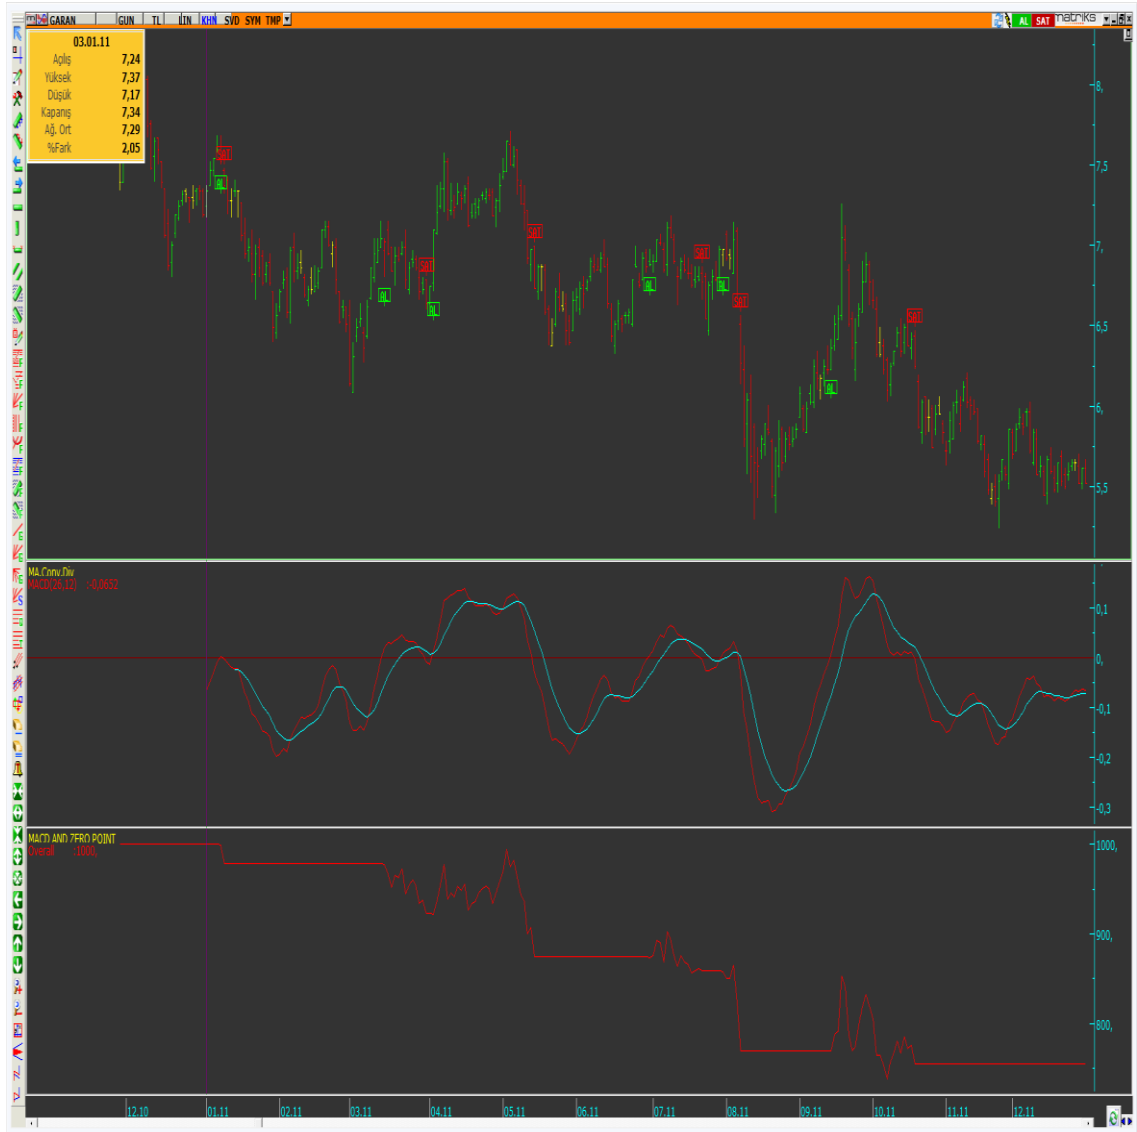 GARAN GUN TL LIN KHN SVD SYM TMP
AL SAT matriks
03.01.11
Açılış 7,24
Yüksek 7,37
Düşük 7,17
Kapanış 7,34
Ağ. Ort 7,29
%Fark 2,05
8,
7,5
7,
6,5
6,
5,5
SAT
AL
AL
SAT
AL
SAT
AL
SAT
AL
SAT
AL
SAT
MA.Conv.Div
MACD(26,12) :-0,0652
0,1
0,
-0,1
-0,2
-0,3
MACD AND ZERO POINT
Overall :1000,
1000,
900,
800,
12.10 01.11 02.11 03.11 04.11 05.11 06.11 07.11 08.11 09.11 10.11 11.11 12.11